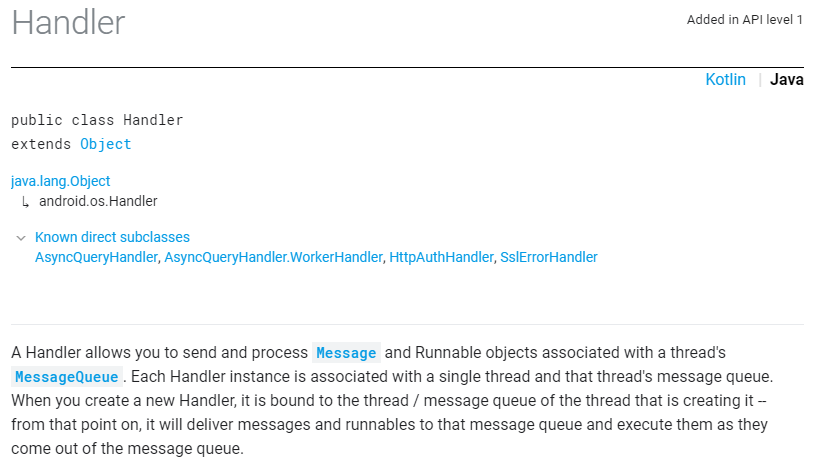 Handler
Added in API level 1
Kotlin | Java
public class Handler
extends Object
java.lang.Object
↳ android.os.Handler
Known direct subclasses
AsyncQueryHandler, AsyncQueryHandler.WorkerHandler, HttpAuthHandler, SslErrorHandler
A Handler allows you to send and process Message and Runnable objects associated with a thread's
MessageQueue. Each Handler instance is associated with a single thread and that thread's message queue.
When you create a new Handler, it is bound to the thread / message queue of the thread that is creating it --
from that point on, it will deliver messages and runnables to that message queue and execute them as they
come out of the message queue.